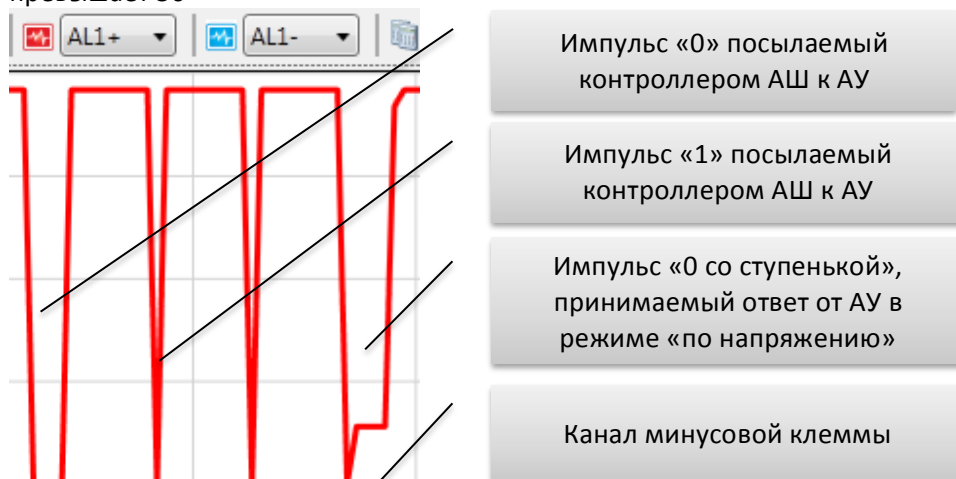 AL1+
AL1-
Импульс «0» посылаемый
контроллером АШ к АУ
Импульс «1» посылаемый
контроллером АШ к АУ
Импульс «0 со ступенькой»,
принимаемый ответ от АУ в
режиме «по напряжению»
Канал минусовой клеммы